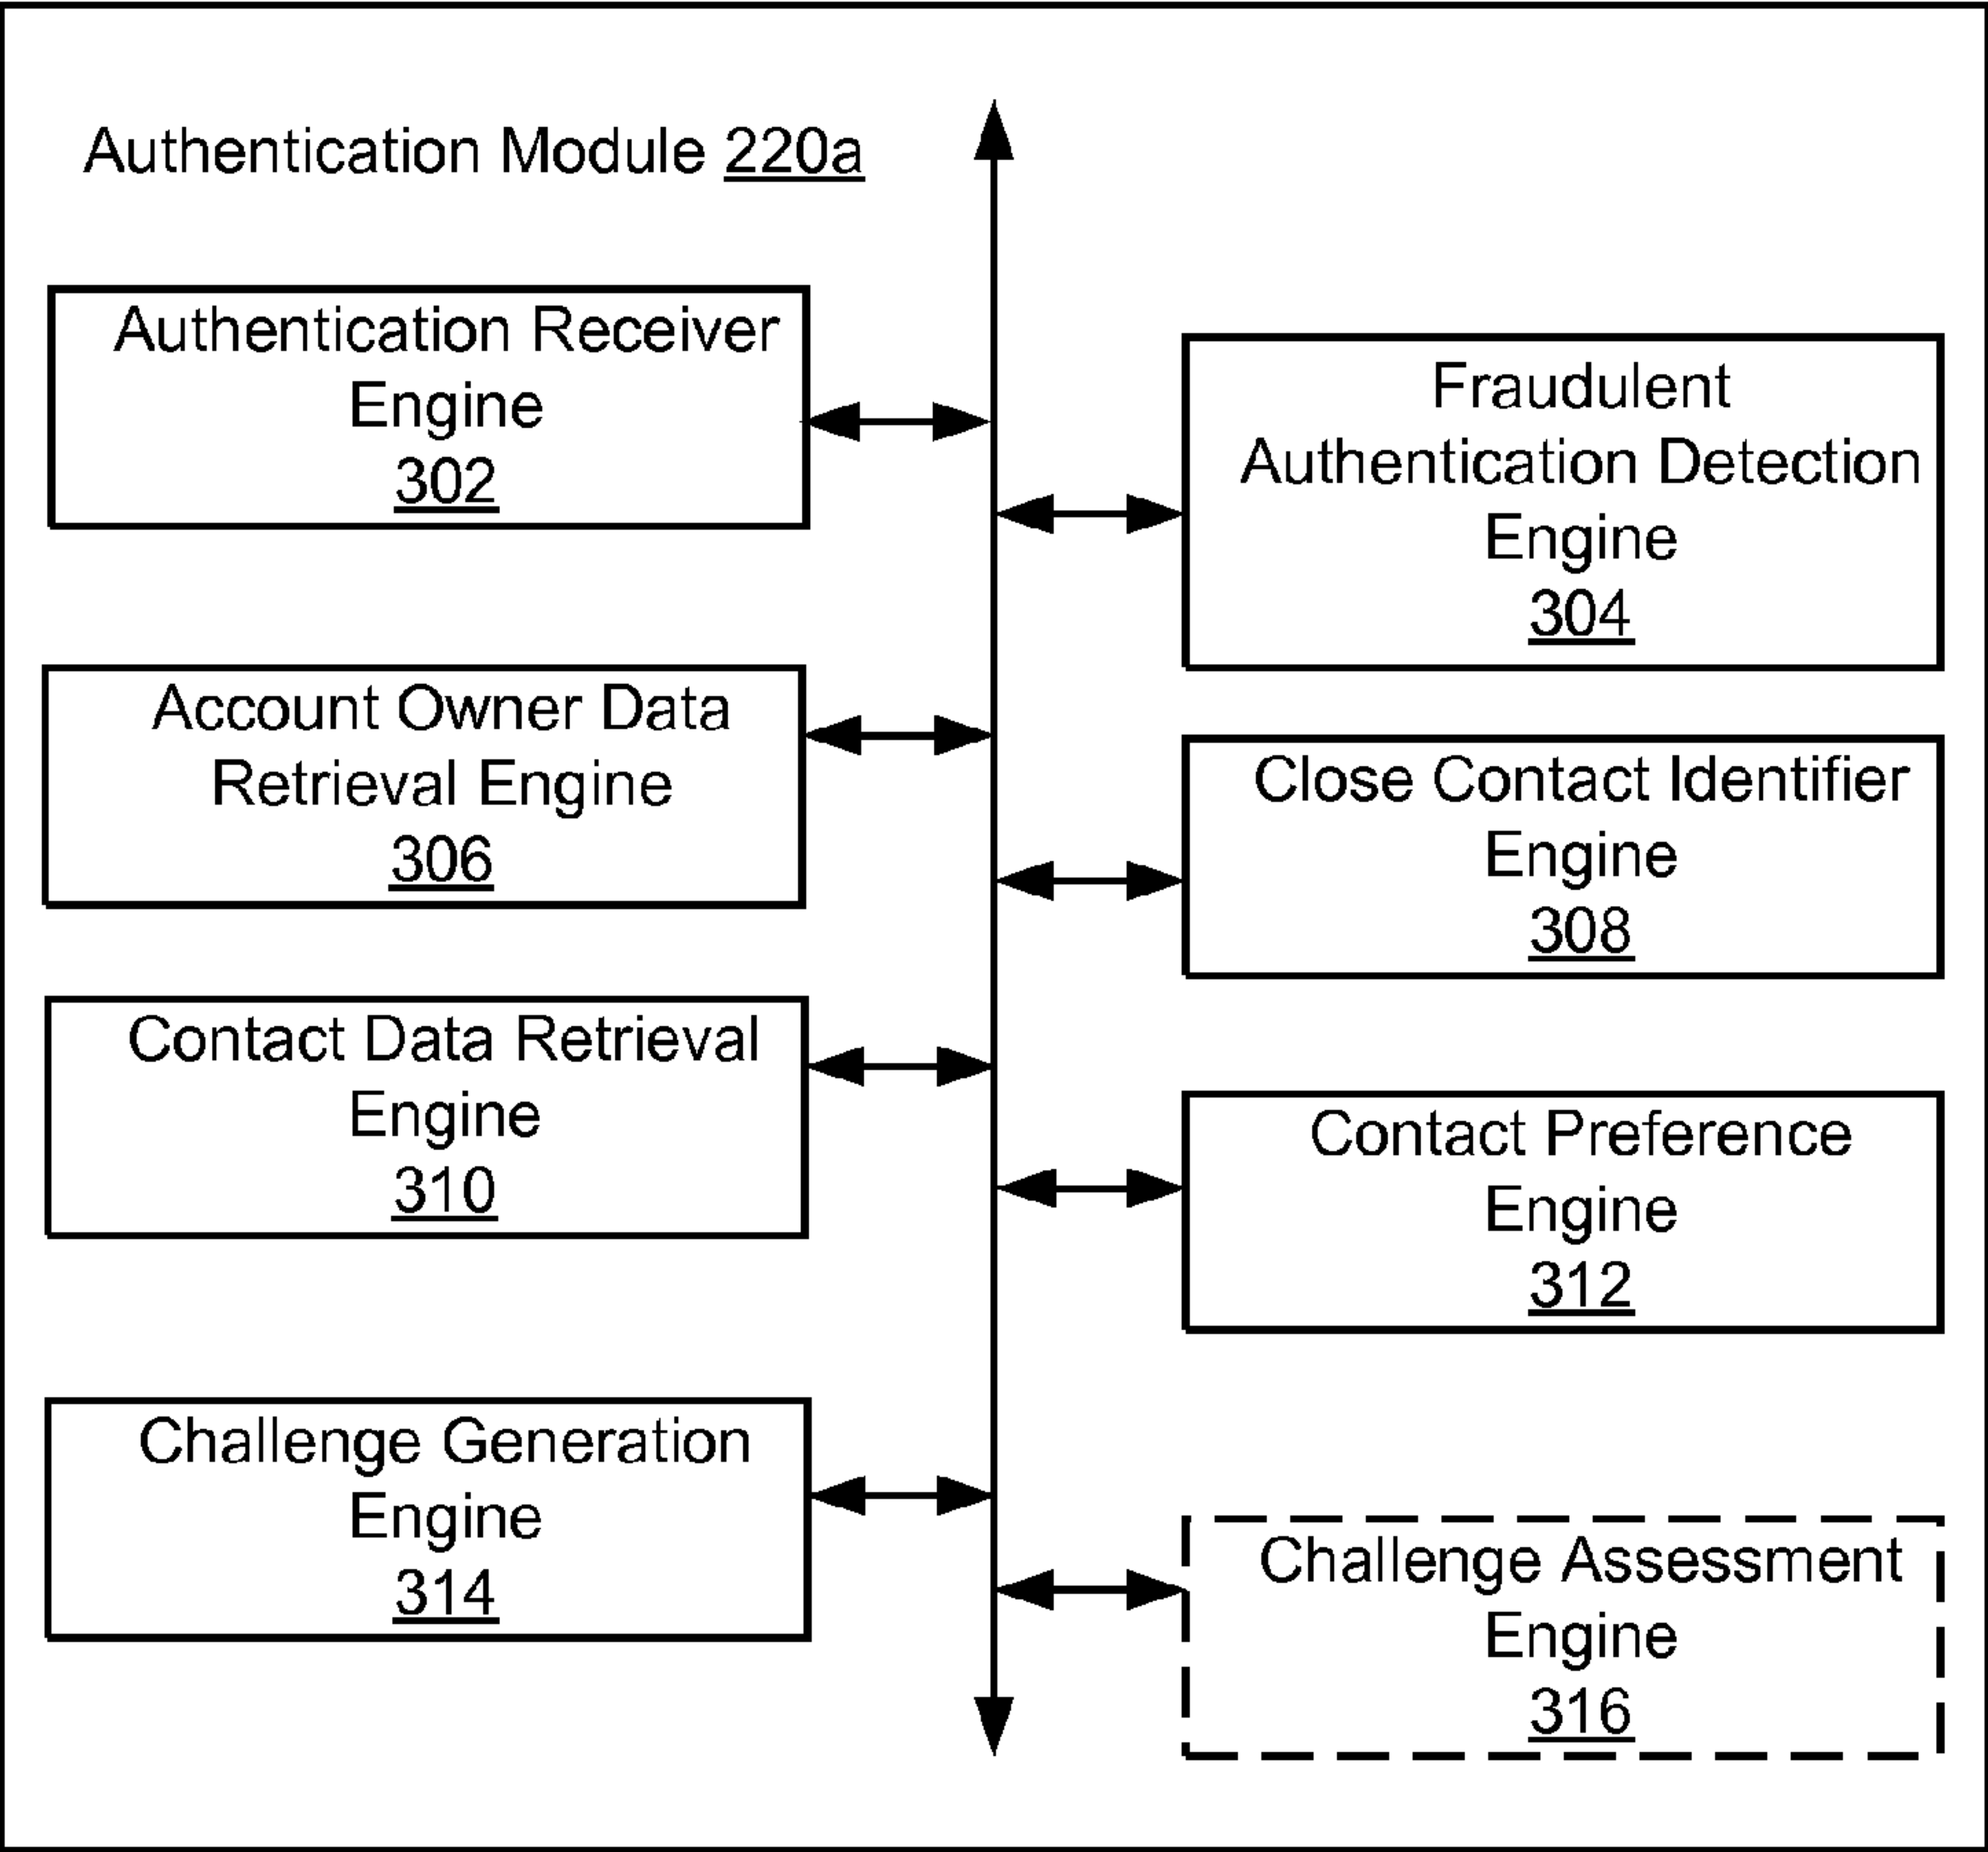 Authentication Module 220a
Authentication Receiver
Engine
302
Fraudulent
Authentication Detection
Engine
304
Account Owner Data
Retrieval Engine
306
Close Contact Identifier
Engine
308
Contact Data Retrieval
Engine
310
Contact Preference
Engine
312
Challenge Generation
Engine
314
Challenge Assessment
Engine
316